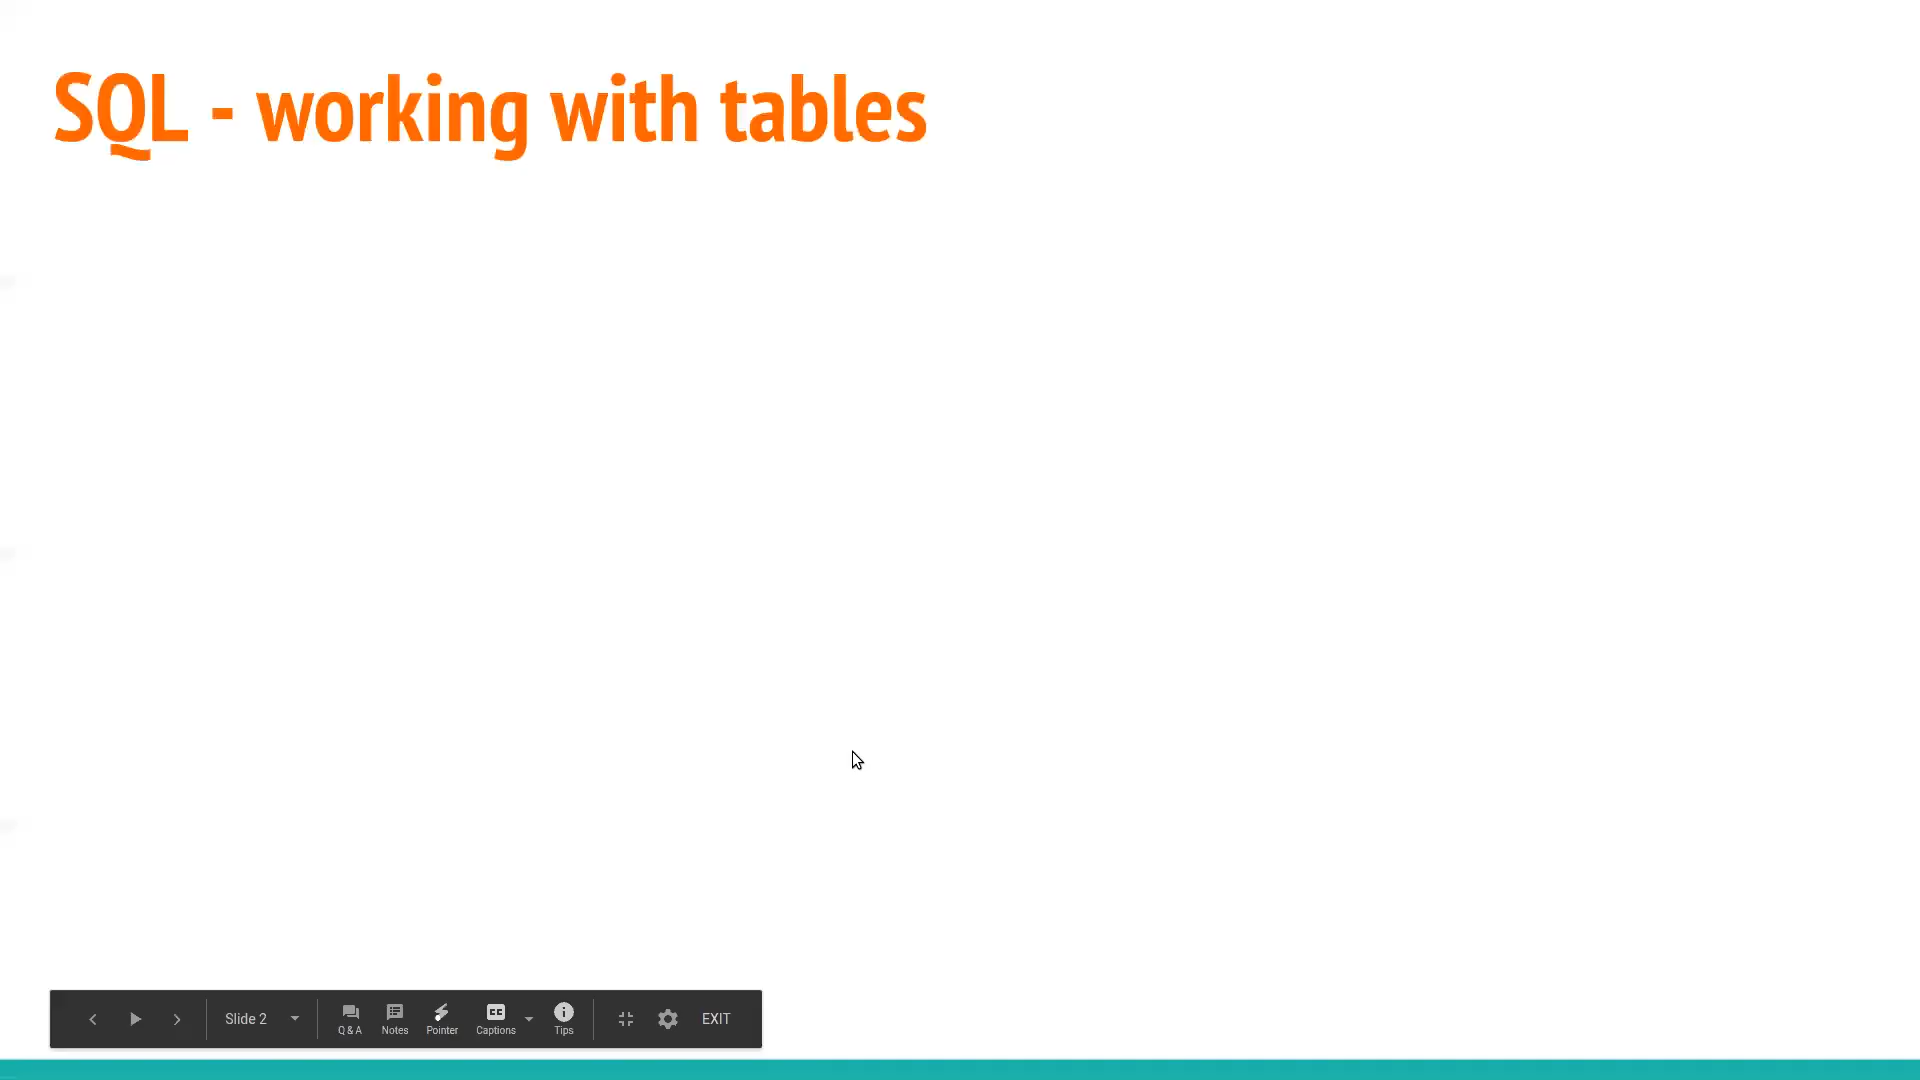 SQL - working with tables
Slide 2
Q & A
Notes
Pointer
Captions
Tips
EXIT